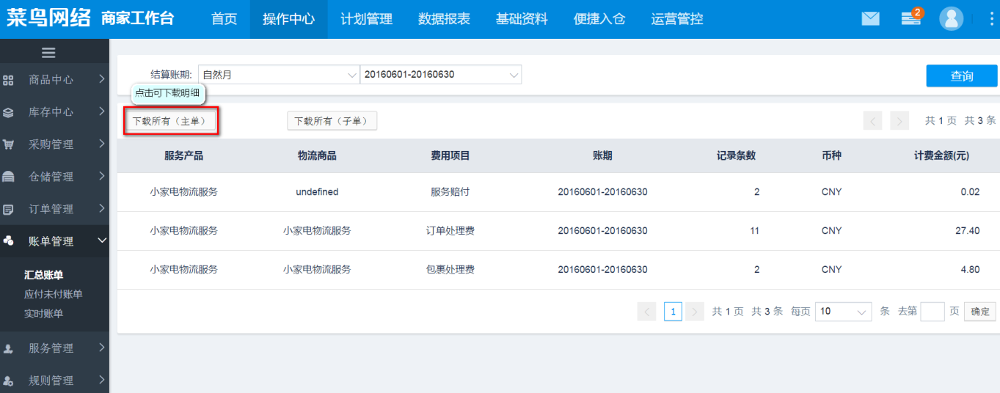 菜鸟网络 商家工作台 首页 操作中心 计划管理 数据报表 基础资料 便捷入仓 运营管控 2
商品中心
库存中心
采购管理
仓储管理
订单管理
账单管理
汇总账单
应付未付账单
实时账单
服务管理
规则管理
结算账期: 自然月 20160601-20160630 查询
点击可下载明细
下载所有（主单） 下载所有（子单） 共 1 页 共 3 条
服务产品 物流商品 费用项目 账期 记录条数 币种 计费金额(元)
小家电物流服务 undefined 服务赔付 20160601-20160630 2 CNY 0.02
小家电物流服务 小家电物流服务 订单处理费 20160601-20160630 11 CNY 27.40
小家电物流服务 小家电物流服务 包裹处理费 20160601-20160630 2 CNY 4.80
1 共 1 页 共 3 条 每页 10 条 去第 页 确定